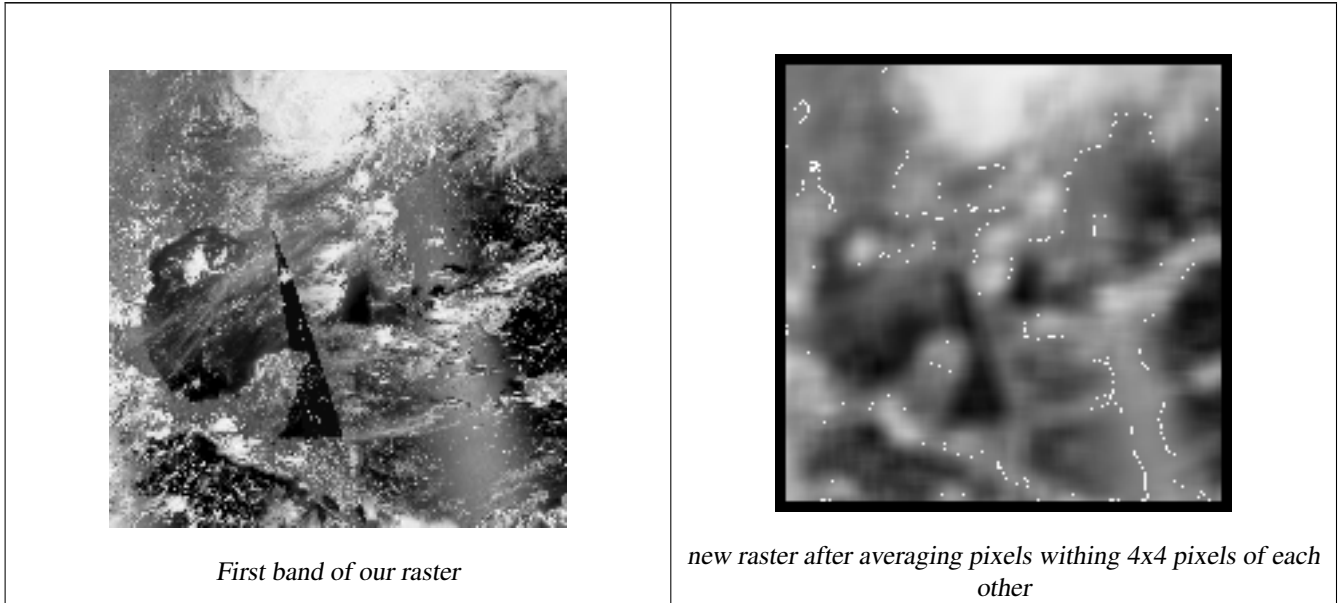 First band of our raster
new raster after averaging pixels withing 4x4 pixels of each
other